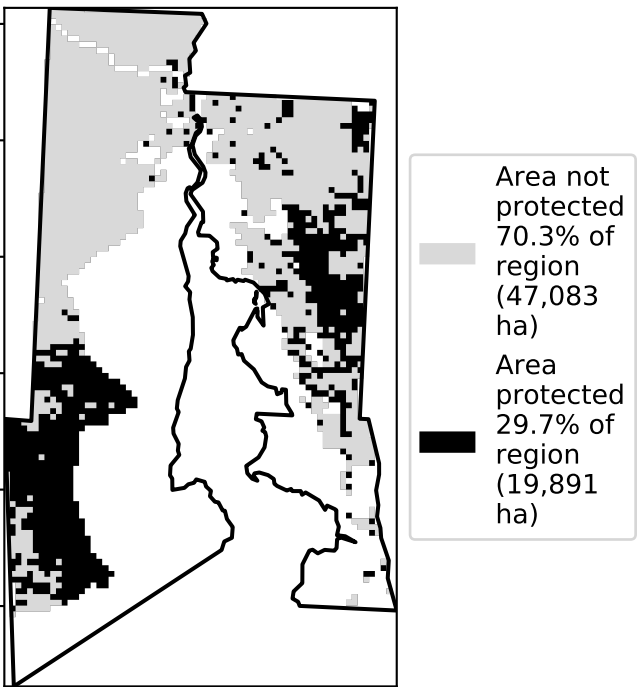 Area not
protected
70.3% of
region
(47,083
ha)
Area
protected
29.7% of
region
(19,891
ha)